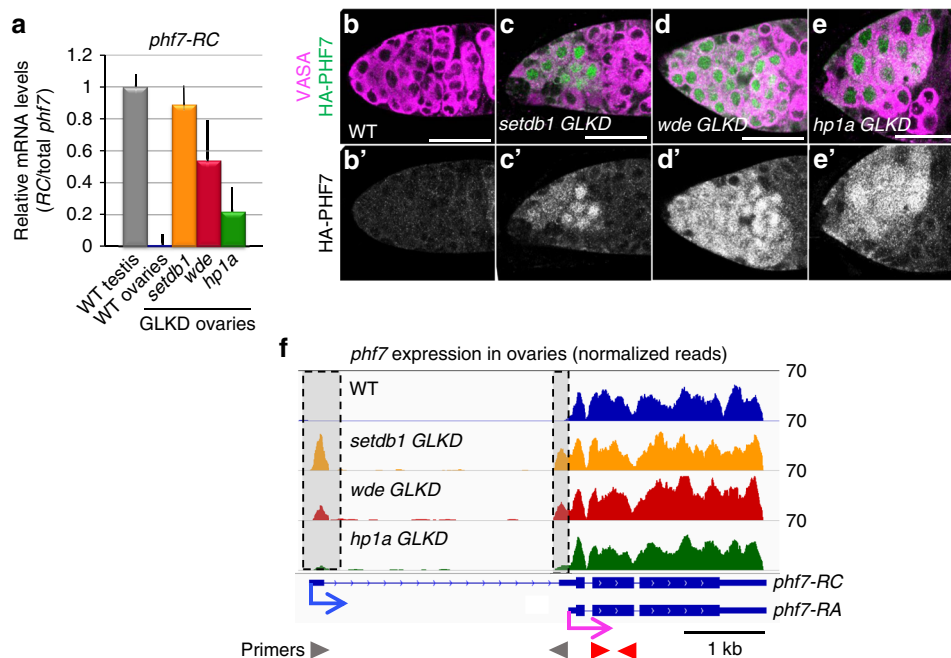 a
phf7-RC
Relative mRNA levels
(RC/total phf7)
1.2
1
0.8
0.6
0.4
0.2
0
WT testis
WT ovaries
setdb1
wde
hp1a
GLKD ovaries
VASA
HA-PHF7
b
WT
c
setdb1 GLKD
d
wde GLKD
e
hp1a GLKD
HA-PHF7
b'
c'
d'
e'
f
phf7 expression in ovaries (normalized reads)
WT
70
setdb1 GLKD
70
wde GLKD
70
hp1a GLKD
70
phf7-RC
phf7-RA
1 kb
Primers